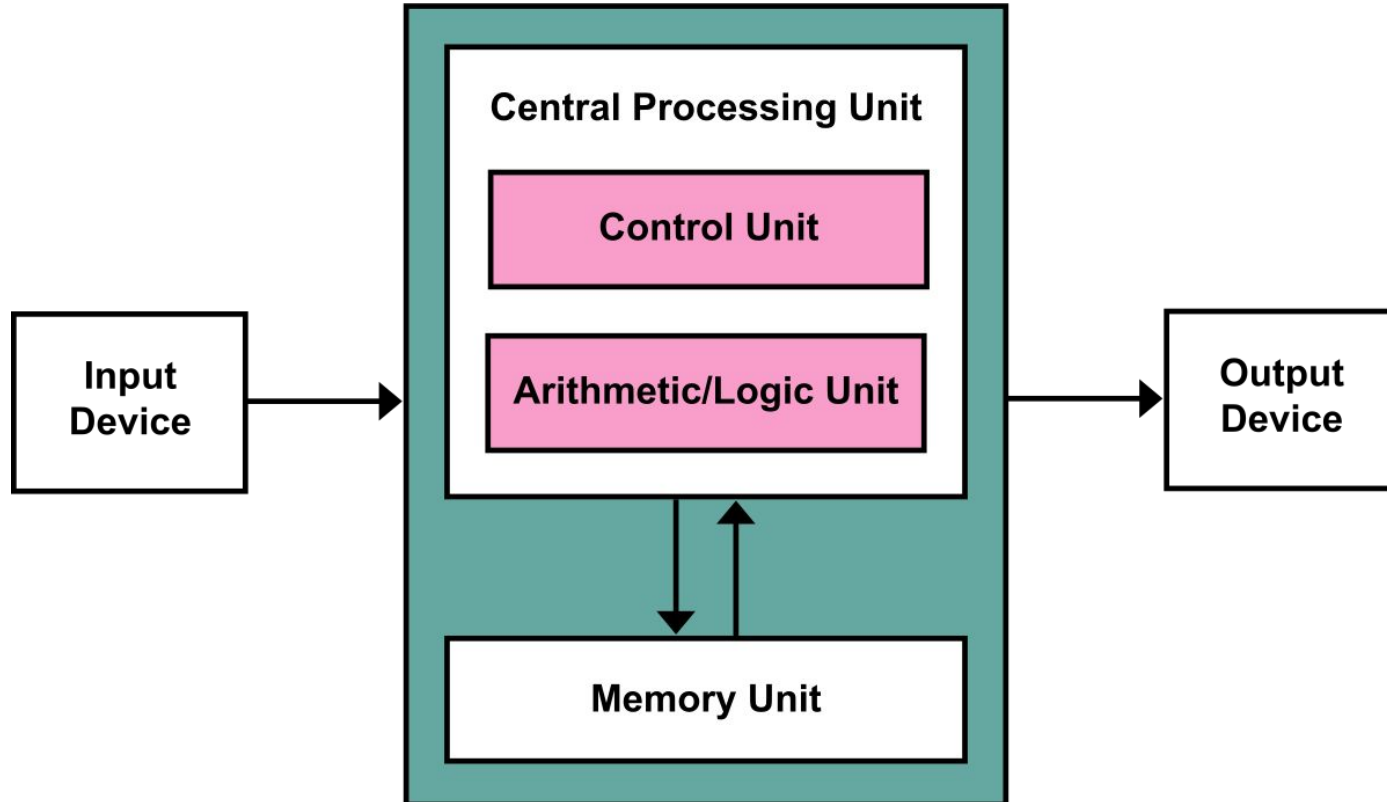 Central Processing Unit
Control Unit
Arithmetic/Logic Unit
Input
Device
Output
Device
Memory Unit